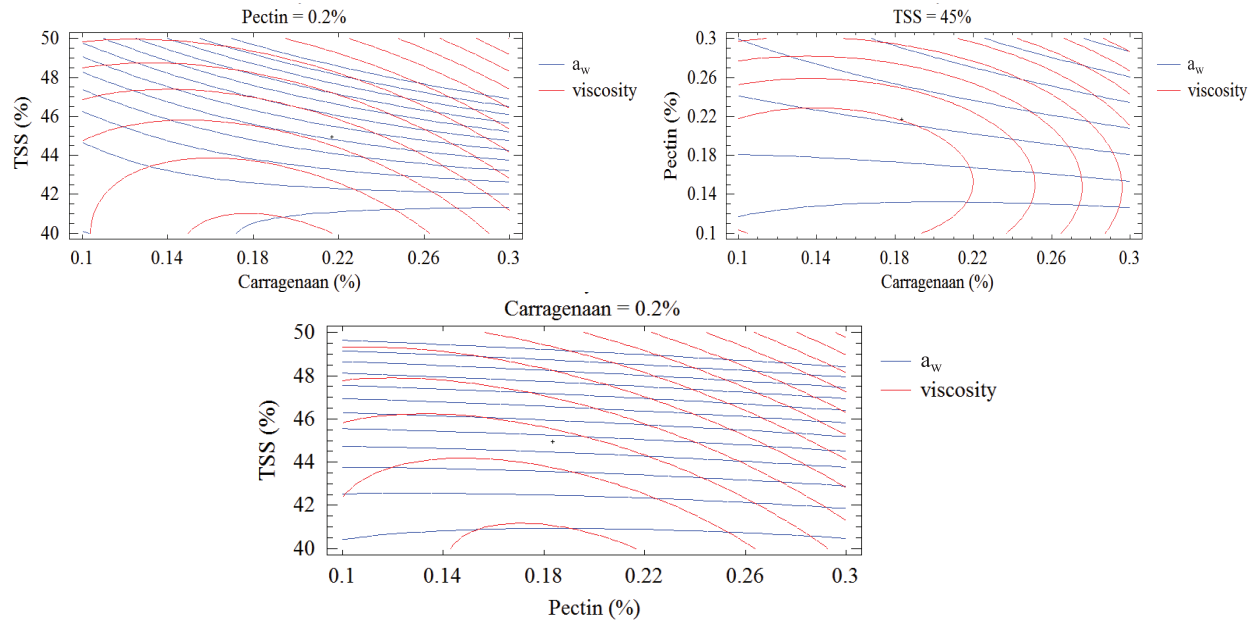 Pectin = 0.2%
TSS (%)
50
48
46
44
42
40
0.1 0.14 0.18 0.22 0.26 0.3
Carragenaan (%)
a_w
viscosity
TSS = 45%
Pectin (%)
0.3
0.26
0.22
0.18
0.14
0.1
0.1 0.14 0.18 0.22 0.26 0.3
Carragenaan (%)
a_w
viscosity
Carragenaan = 0.2%
TSS (%)
50
48
46
44
42
40
0.1 0.14 0.18 0.22 0.26 0.3
Pectin (%)
a_w
viscosity